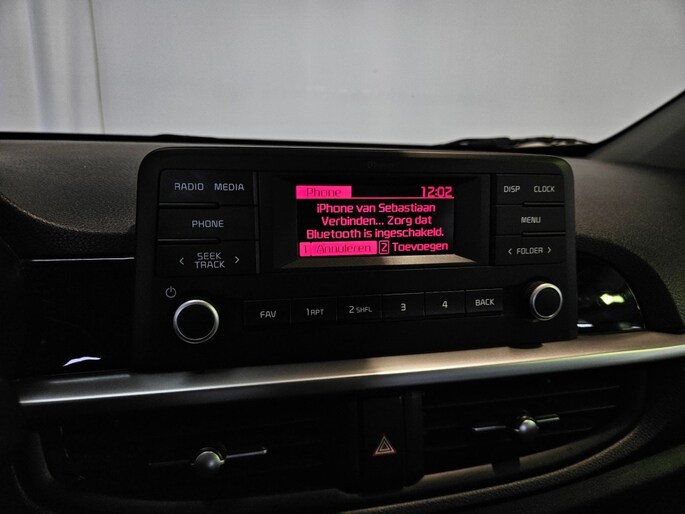 RADIO MEDIA
PHONE
SEEK
TRACK
Phone 12:02
iPhone van Sebastiaan
Verbinden... Zorg dat
Bluetooth is ingeschakeld.
1 Annuleren 2 Toevoegen
DISP CLOCK
MENU
< FOLDER >
FAV 1 RPT 2 SHFL 3 4 BACK